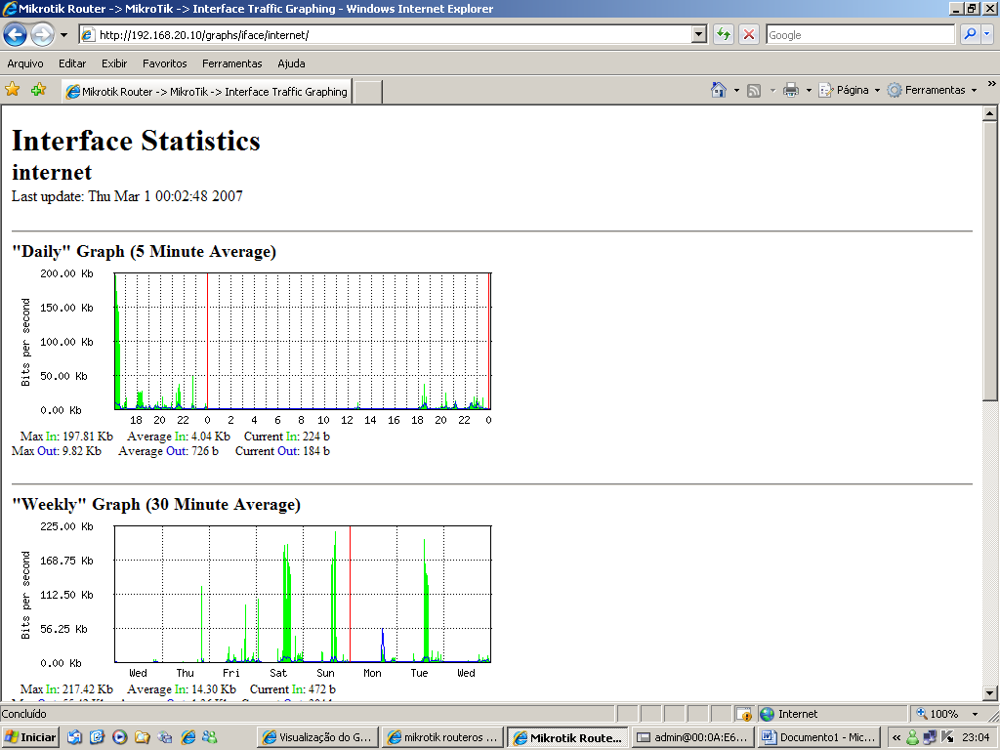 Mikrotik Router -> MikroTik -> Interface Traffic Graphing - Windows Internet Explorer
http://192.168.20.10/graphs/iface/internet/
Google
Arquivo Editar Exibir Favoritos Ferramentas Ajuda
Mikrotik Router -> MikroTik -> Interface Traffic Graphing
Página Ferramentas »
Interface Statistics
internet
Last update: Thu Mar 1 00:02:48 2007
"Daily" Graph (5 Minute Average)
Bits per second
200.00 Kb
150.00 Kb
100.00 Kb
50.00 Kb
0.00 Kb
18 20 22 0 2 4 6 8 10 12 14 16 18 20 22 0
Max In: 197.81 Kb Average In: 4.04 Kb Current In: 224 b
Max Out: 9.82 Kb Average Out: 726 b Current Out: 184 b
"Weekly" Graph (30 Minute Average)
Bits per second
225.00 Kb
168.75 Kb
112.50 Kb
56.25 Kb
0.00 Kb
Wed Thu Fri Sat Sun Mon Tue Wed
Max In: 217.42 Kb Average In: 14.30 Kb Current In: 472 b
Concluído
Internet
100%
Iniciar
Visualização do G...
mikrotik routeros ...
Mikrotik Route...
admin@00:0A:E6...
Documento1 - Mic...
«
23:04